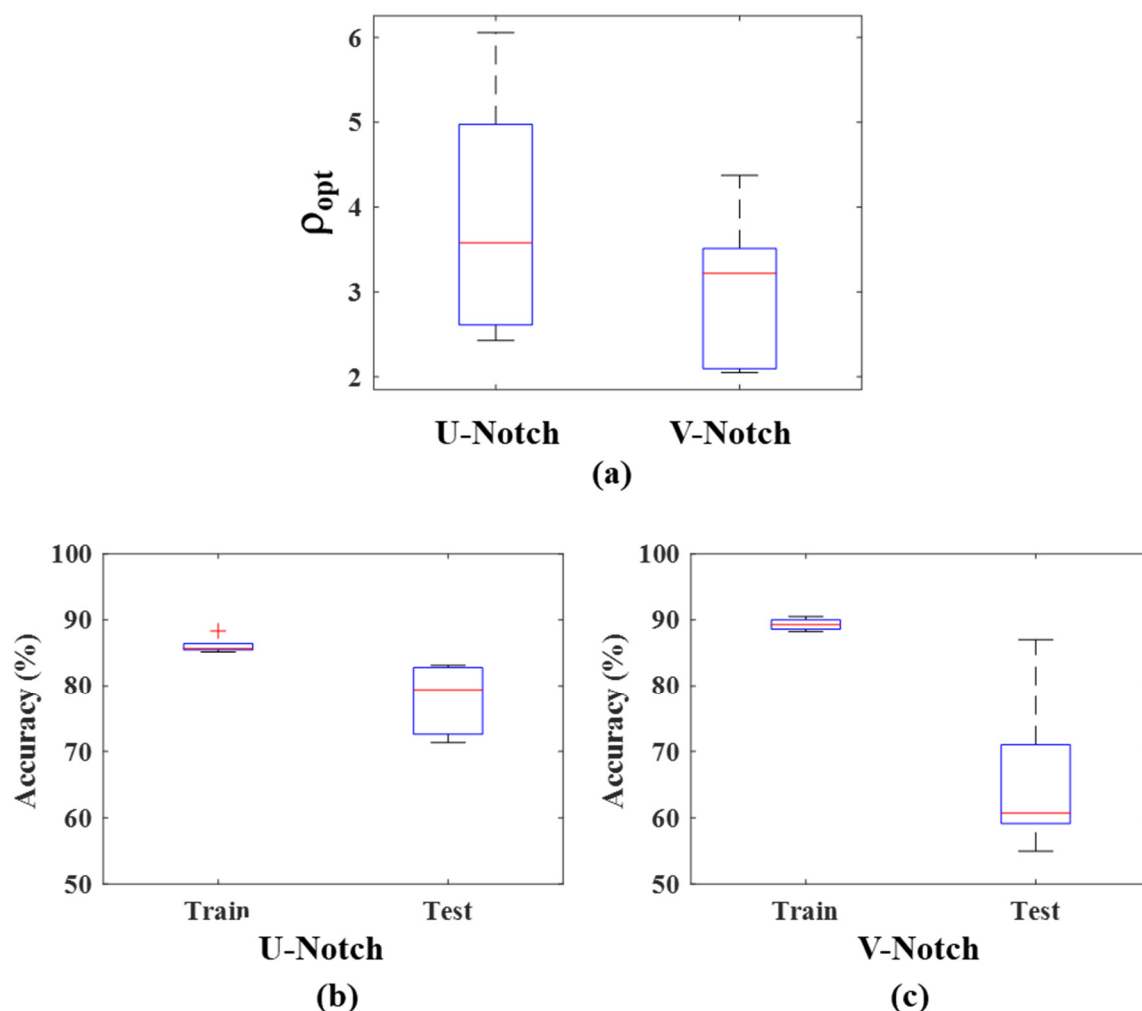 6
5
4
3
2
ρopt
U-Notch V-Notch
(a)
100
90
80
70
60
50
Accuracy (%)
Train Test
U-Notch
(b)
100
90
80
70
60
50
Accuracy (%)
Train Test
V-Notch
(c)